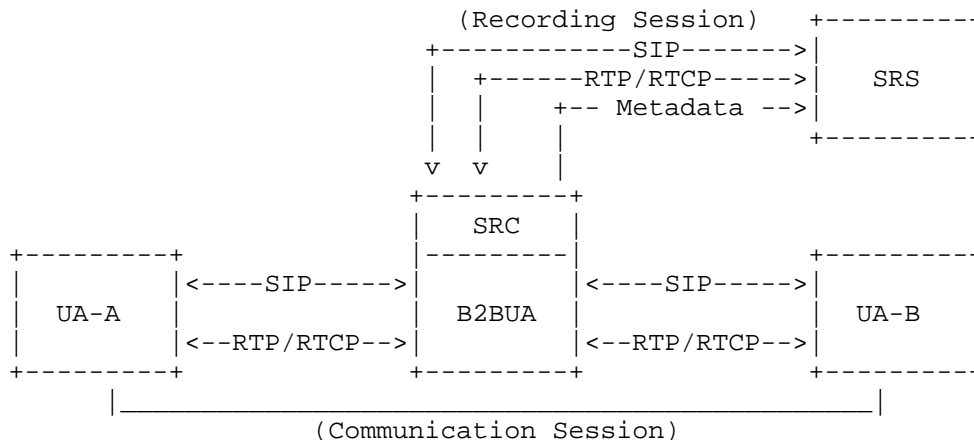 (Recording Session) +----------
+------------SIP------->|
| +------RTP/RTCP----->| SRS
| | +-- Metadata -->|
| | | +----------
v v |
+---------+
| SRC |
+---------+ |---------| +----------
| |<----SIP----->| |<----SIP----->|
| UA-A | | B2BUA | | UA-B
| |<--RTP/RTCP-->| |<--RTP/RTCP-->|
+---------+ +---------+ +----------
|_______________________________________________|
(Communication Session)